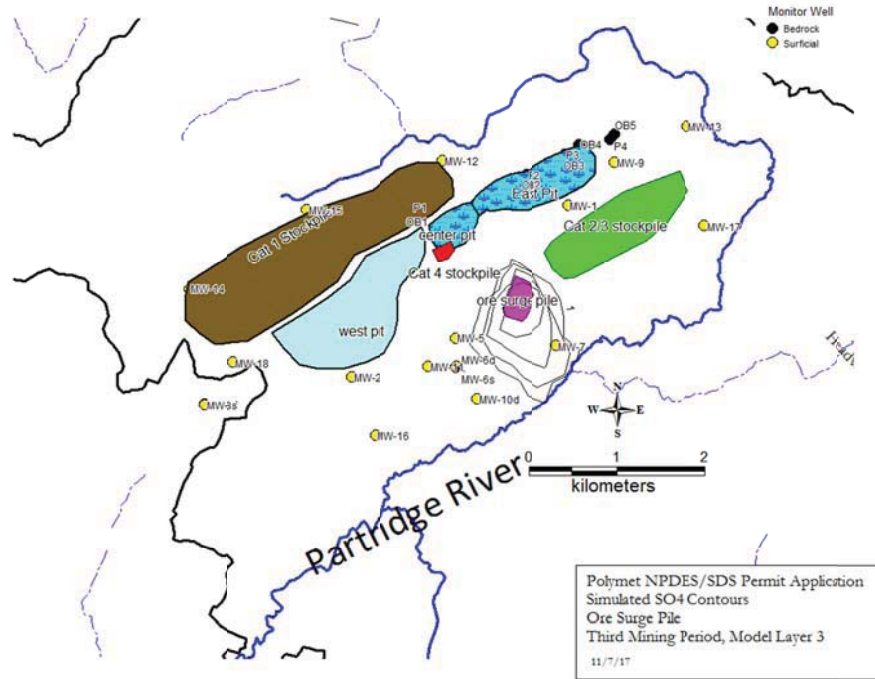 Monitor Well
Bedrock
Surficial
OB5
MW-13
OB4
P4
P3
MW-12
MW-9
OB3
East Pit
MW-1
P1
MW-15
OB1
MW-17
Cat 1 Stockpile
center pit
Cat 2/3 stockpile
Cat 4 stockpile
MW-14
ore surge pile
west pit
MW-5
MW-7
MW-18
MW-6d
MW-2
MW-6s
MW-10d
N
W E
S
MW-16
0 1 2
kilometers
Partridge River
Polymet NPDES/SDS Permit Application
Simulated SO4 Contours
Ore Surge Pile
Third Mining Period, Model Layer 3
11/7/17